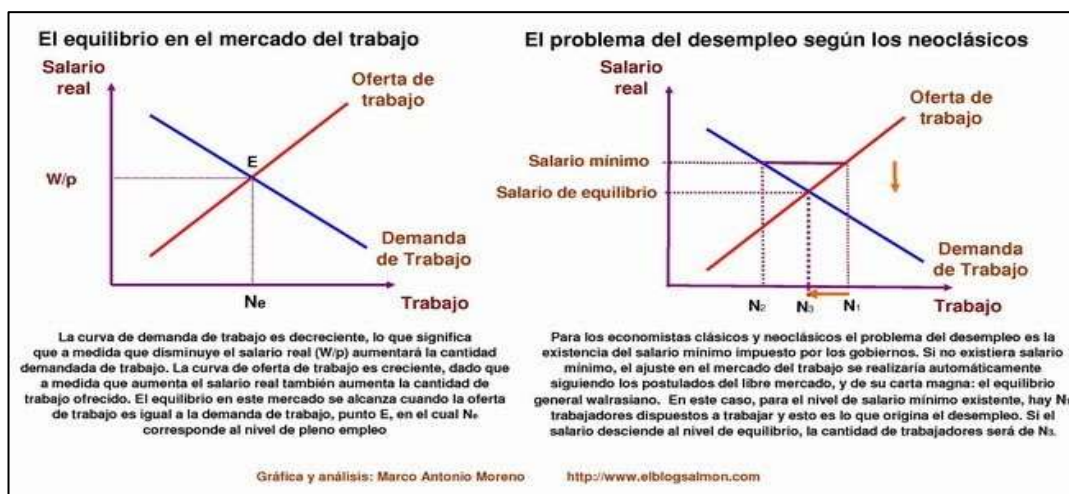 El equilibrio en el mercado del trabajo
Salario
real
Oferta de
trabajo
E
W/p
Demanda
de Trabajo
Ne
Trabajo
La curva de demanda de trabajo es decreciente, lo que significa
que a medida que disminuye el salario real (W/p) aumentará la cantidad
demandada de trabajo. La curva de oferta de trabajo es creciente, dado que
a medida que aumenta el salario real también aumenta la cantidad de
trabajo ofrecido. El equilibrio en este mercado se alcanza cuando la oferta
de trabajo es igual a la demanda de trabajo, punto E, en el cual Ne
corresponde al nivel de pleno empleo
El problema del desempleo según los neoclásicos
Salario
real
Oferta de
trabajo
Salario mínimo
Salario de equilibrio
Demanda
de Trabajo
N2
N3
N1
Trabajo
Para los economistas clásicos y neoclásicos el problema del desempleo es la
existencia del salario mínimo impuesto por los gobiernos. Si no existiera salario
mínimo, el ajuste en el mercado del trabajo se realizaría automáticamente
siguiendo los postulados del libre mercado, y de su carta magna: el equilibrio
general walrasiano. En este caso, para el nivel de salario mínimo existente, hay N
trabajadores dispuestos a trabajar y esto es lo que origina el desempleo. Si el
salario desciende al nivel de equilibrio, la cantidad de trabajadores será de N3.
Gráfica y análisis: Marco Antonio Moreno http://www.elblogsalmon.com